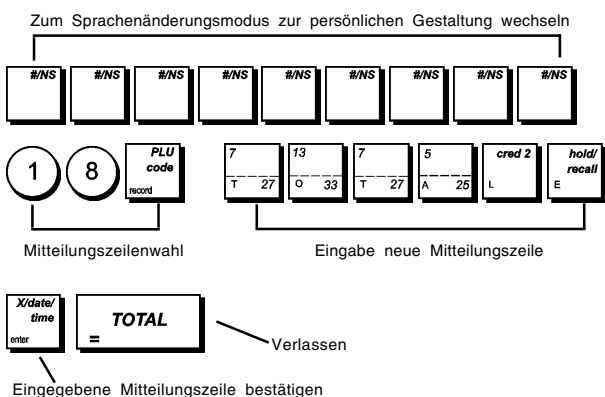 Zum Sprachenänderungsmodus zur persönlichen Gestaltung wechseln
#/NS #/NS #/NS #/NS #/NS #/NS #/NS #/NS #/NS
1 8 PLU code record 7 T 27 13 O 33 7 T 27 5 A 25 cred 2 L hold/ recall E
Mitteilungszeilenwahl Eingabe neue Mitteilungszeile
X/date/ time enter TOTAL =
Verlassen
Eingegebene Mitteilungszeile bestätigen